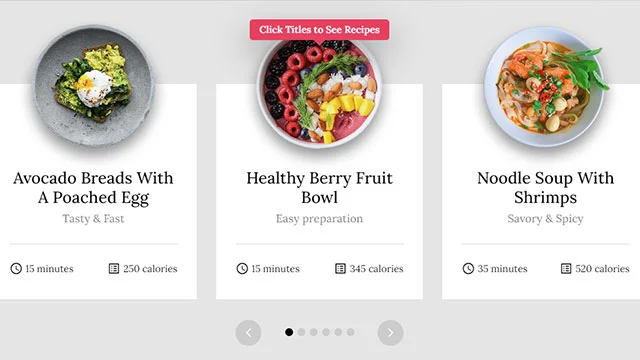 Click Titles to See Recipes
Avocado Breads With
A Poached Egg
Tasty & Fast
15 minutes
250 calories
Healthy Berry Fruit
Bowl
Easy preparation
15 minutes
345 calories
Noodle Soup With
Shrimps
Savory & Spicy
35 minutes
520 calories